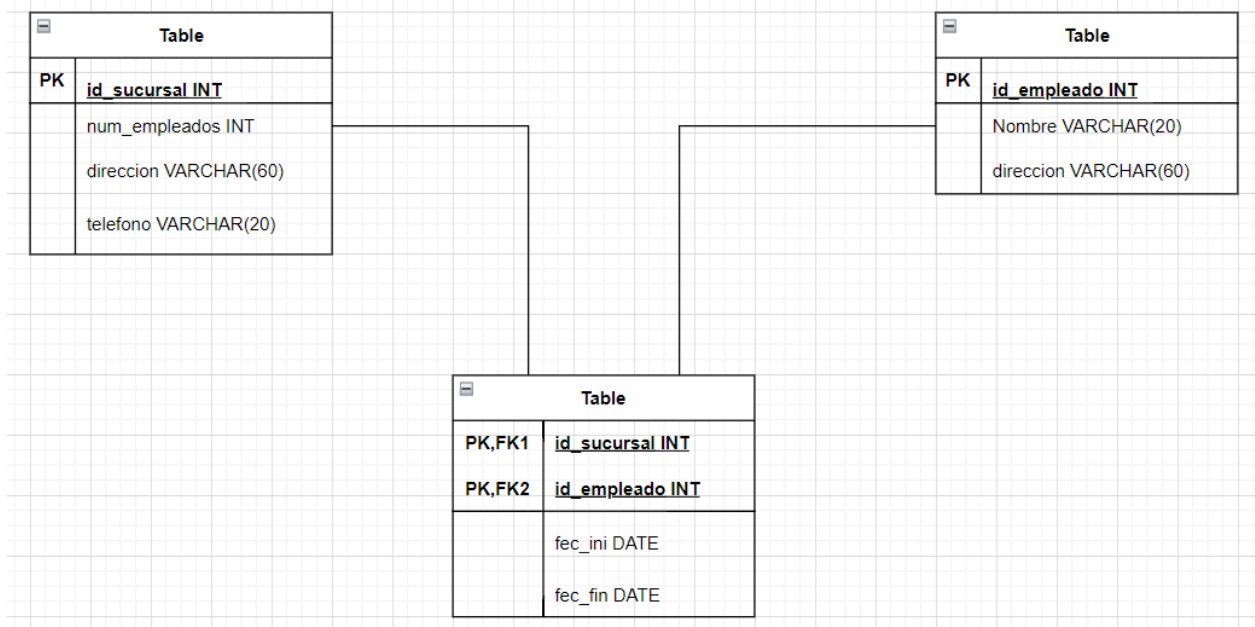 Table
PK id_sucursal INT
num_empleados INT
direccion VARCHAR(60)
telefono VARCHAR(20)
Table
PK id_empleado INT
Nombre VARCHAR(20)
direccion VARCHAR(60)
Table
PK,FK1 id_sucursal INT
PK,FK2 id_empleado INT
fec_ini DATE
fec_fin DATE